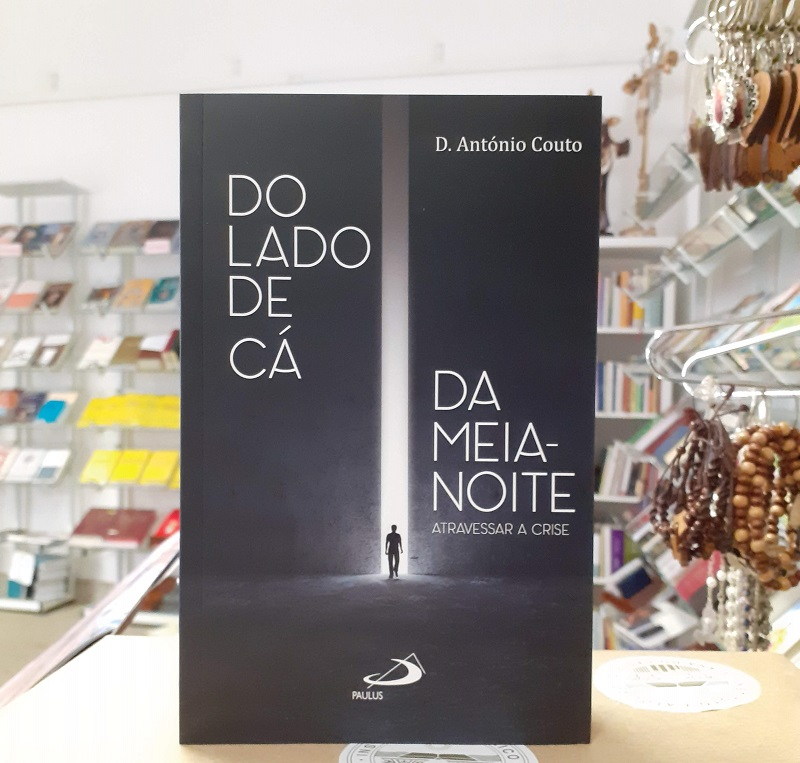 D. António Couto
DO
LADO
DE
CÁ
DA
MEIA-
NOITE
ATRAVESSAR A CRISE
PAULUS